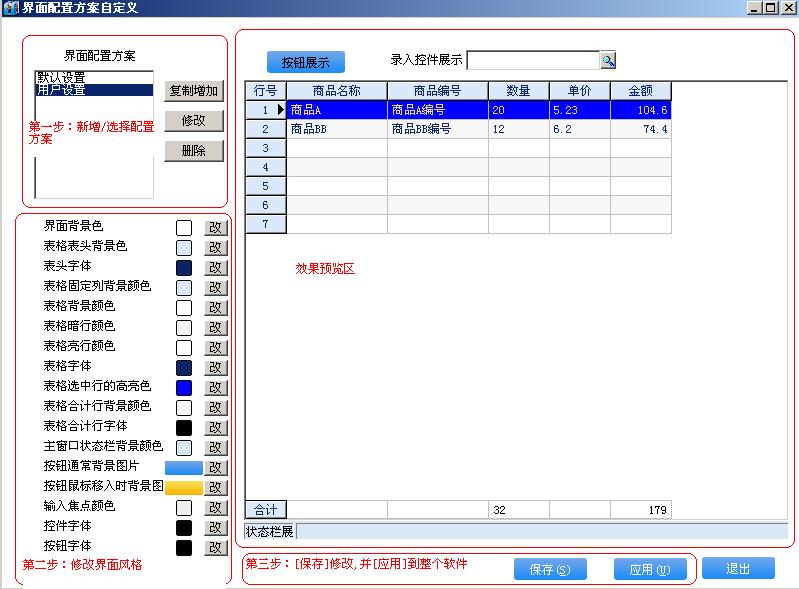 界面配置方案自定义
界面配置方案
默认设置
用户设置
第一步：新增/选择配置
方案
复制增加
修改
删除
界面背景色 改
表格表头背景色 改
表头字体 改
表格固定列背景颜色 改
表格背景颜色 改
表格暗行颜色 改
表格亮行颜色 改
表格字体 改
表格选中行的高亮色 改
表格合计行背景颜色 改
表格合计行字体 改
主窗口状态栏背景颜色 改
按钮通常背景图片 改
按钮鼠标移入时背景图 改
输入焦点颜色 改
控件字体 改
按钮字体 改
第二步：修改界面风格
按钮展示 录入控件展示
行号 商品名称 商品编号 数量 单价 金额
1 商品A 商品A编号 20 5.23 104.6
2 商品BB 商品BB编号 12 6.2 74.4
3
4
5
6
7
效果预览区
合计 32 179
状态栏展
第三步：[保存]修改,并[应用]到整个软件
保存(S) 应用(U) 退出